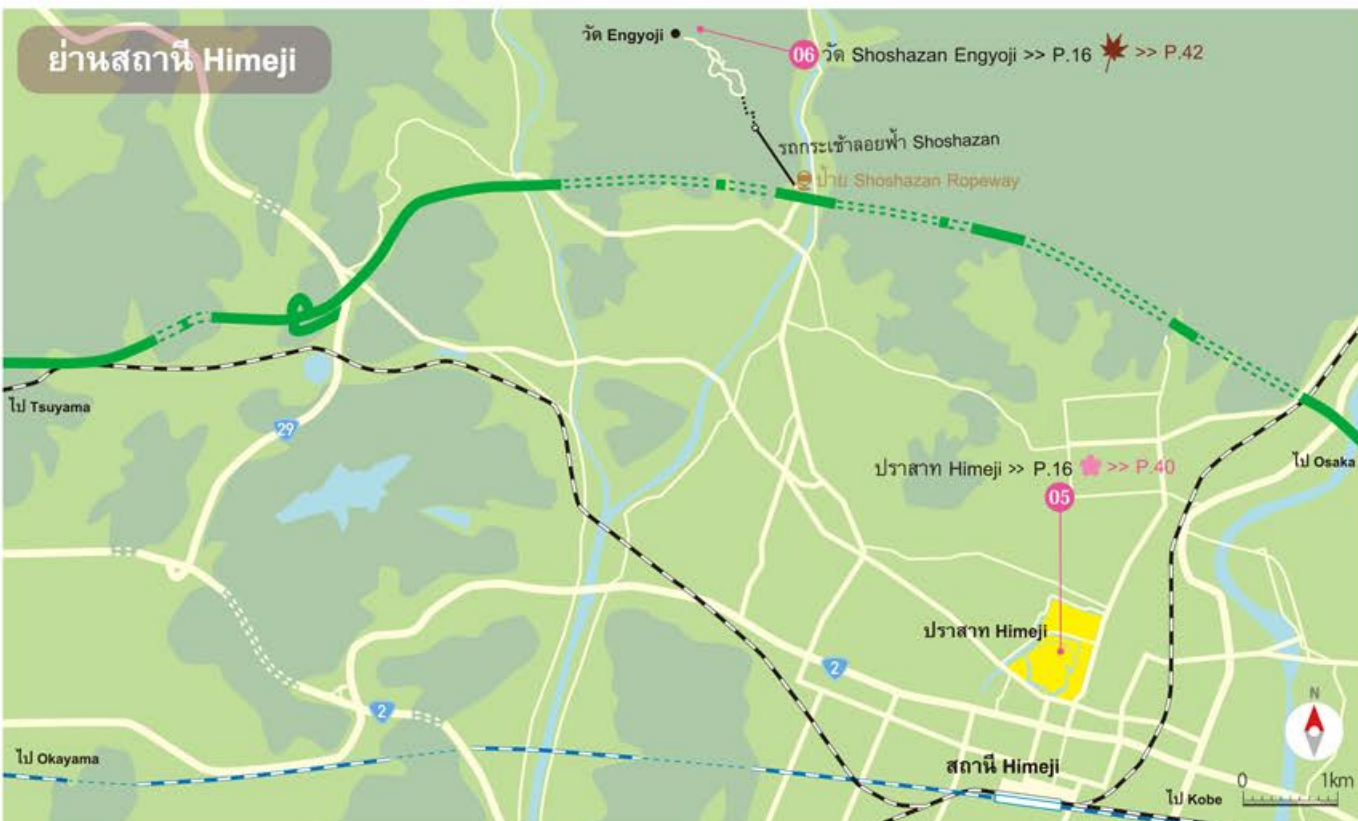 ย่านสถานี Himeji
วัด Engyoji
06 วัด Shoshazan Engyoji >> P.16 >> P.42
รถกระเช้าลอยฟ้า Shoshazan
ป้าย Shoshazan Ropeway
ไป Tsuyama
29
ปราสาท Himeji >> P.16 >> P.40
ไป Osaka
05
ปราสาท Himeji
2
2
N
ไป Okayama
สถานี Himeji
ไป Kobe
0 1km